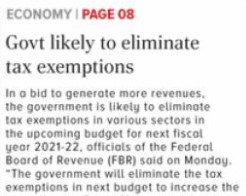 ECONOMY | PAGE 08
Govt likely to eliminate
tax exemptions
In a bid to generate more revenues,
the government is likely to eliminate
tax exemptions in various sectors in
the upcoming budget for next fiscal
year 2021-22, officials of the Federal
Board of Revenue (FBR) said on Monday.
“The government will eliminate the tax
exemptions in next budget to increase the